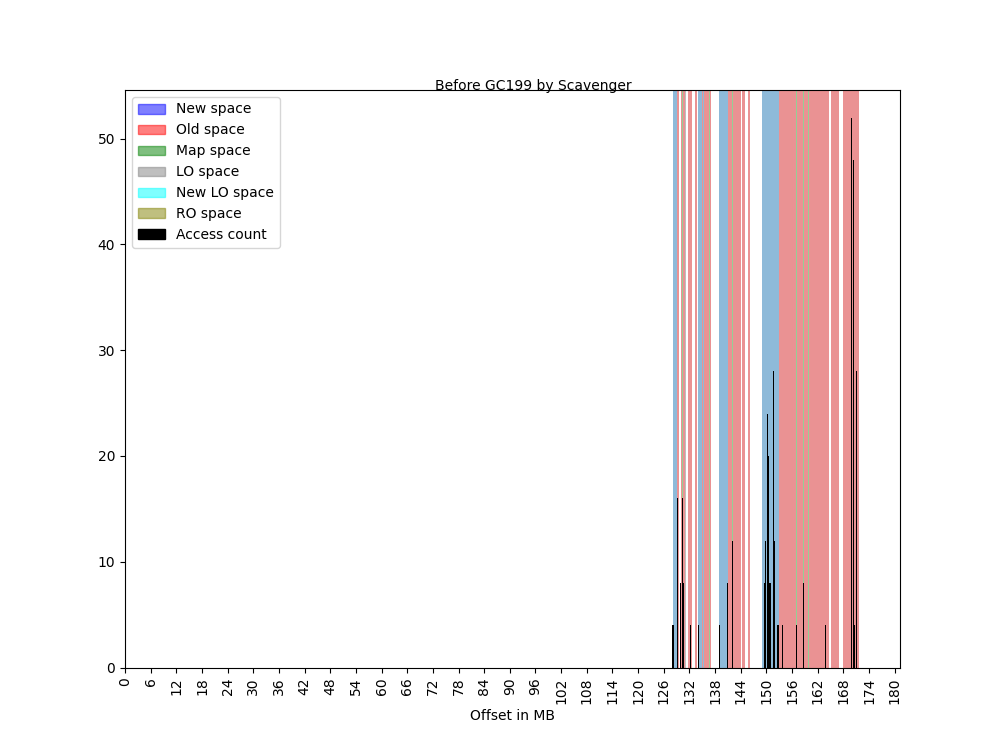 Before GC199 by Scavenger
New space
Old space
Map space
LO space
New LO space
RO space
Access count
50
40
30
20
10
0
0 6 12 18 24 30 36 42 48 54 60 66 72 78 84 90 96 102 108 114 120 126 132 138 144 150 156 162 168 174 180
Offset in MB